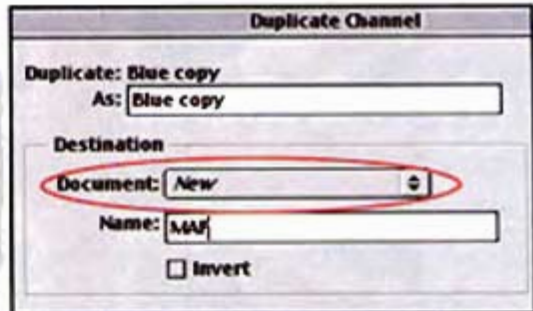 Duplicate Channel
Duplicate: Blue copy
As: Blue copy
Destination
Document: New
Name: MAP
Invert